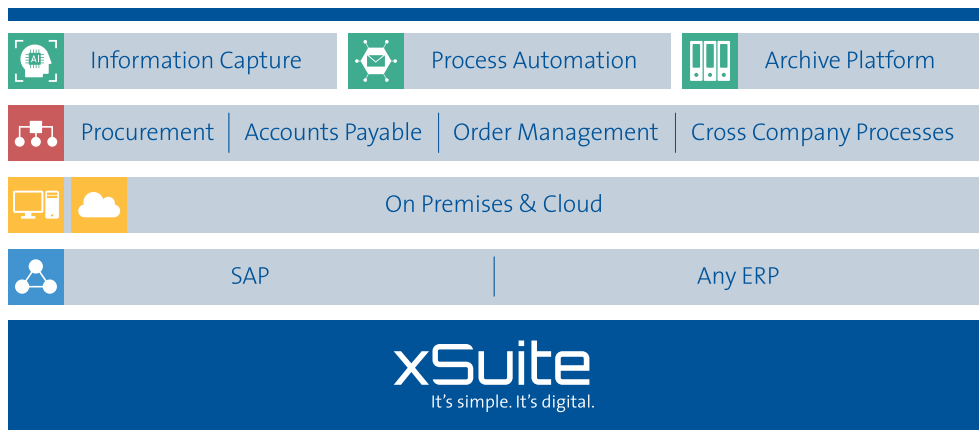 AI
Information Capture
Process Automation
Archive Platform
Procurement
Accounts Payable
Order Management
Cross Company Processes
On Premises & Cloud
SAP
Any ERP
xSuite
It's simple. It's digital.